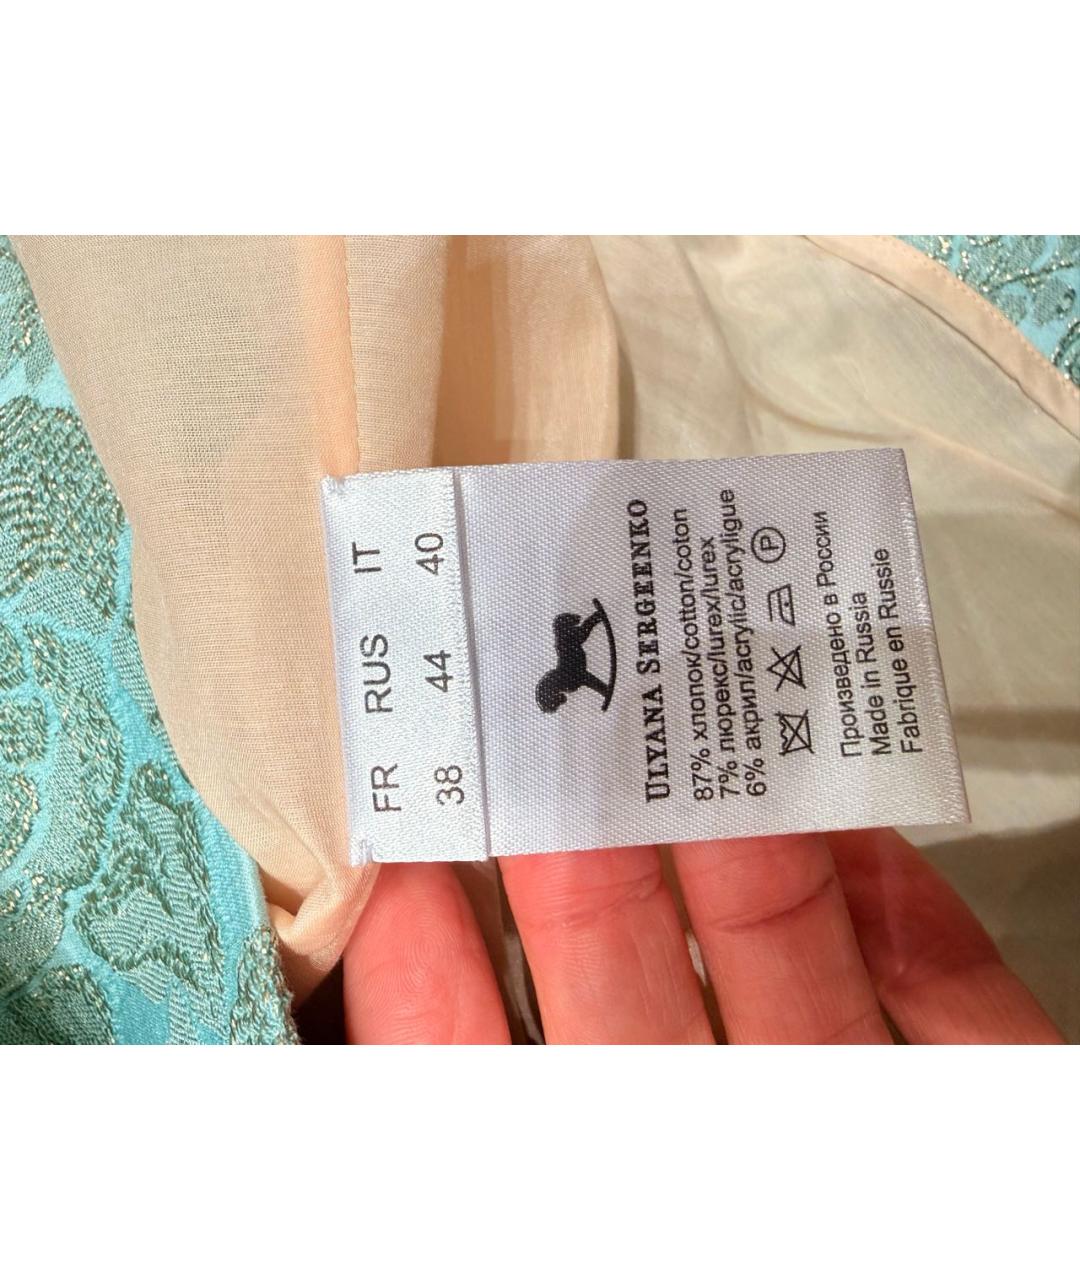 FR RUS IT
38 44 40
ULYANA SERGEENKO
87% хлопок/cotton/coton
7% люрекс/lurex/lurex
6% акрил/acrylic/acryligue
P
Произведено в России
Made in Russia
Fabrique en Russie